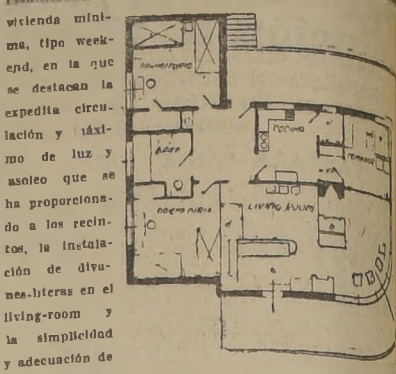 vivienda míni-
ma, tipo week-
end, en la que
se destacan la
expedita circu-
lación y máxi-
mo de luz y
asoleo que se
ha proporciona-
do a los recin-
tos, la instala-
ción de diva-
nes-literas en el
living-room y
la simplicidad
y adecuación de
DORMITORIO
BAÑO
COCINA
COMEDOR
DORMITORIO
LIVING ROOM